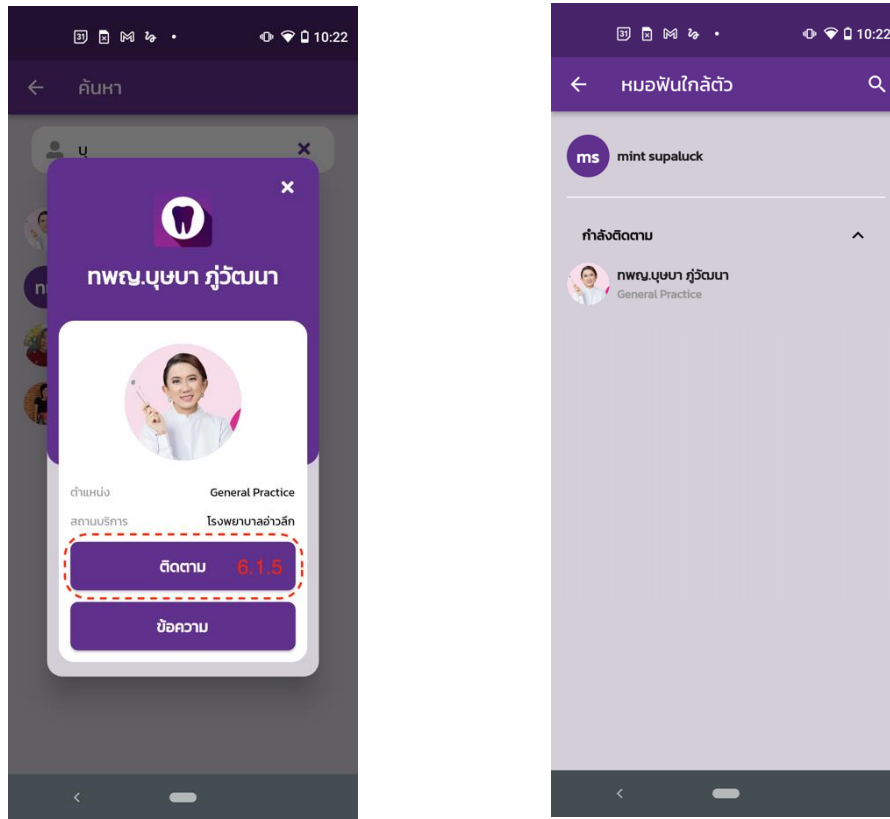 31 10:22
ค้นหา
บุ
ทพญ.บุษบา ภู่วัฒนา
ตำแหน่ง General Practice
สถานบริการ โรงพยาบาลอ่าวลึก
ติดตาม 6.1.5
ข้อความ
31 10:22
หมอฟันใกล้ตัว
ms mint supaluck
กำลังติดตาม
ทพญ.บุษบา ภู่วัฒนา
General Practice